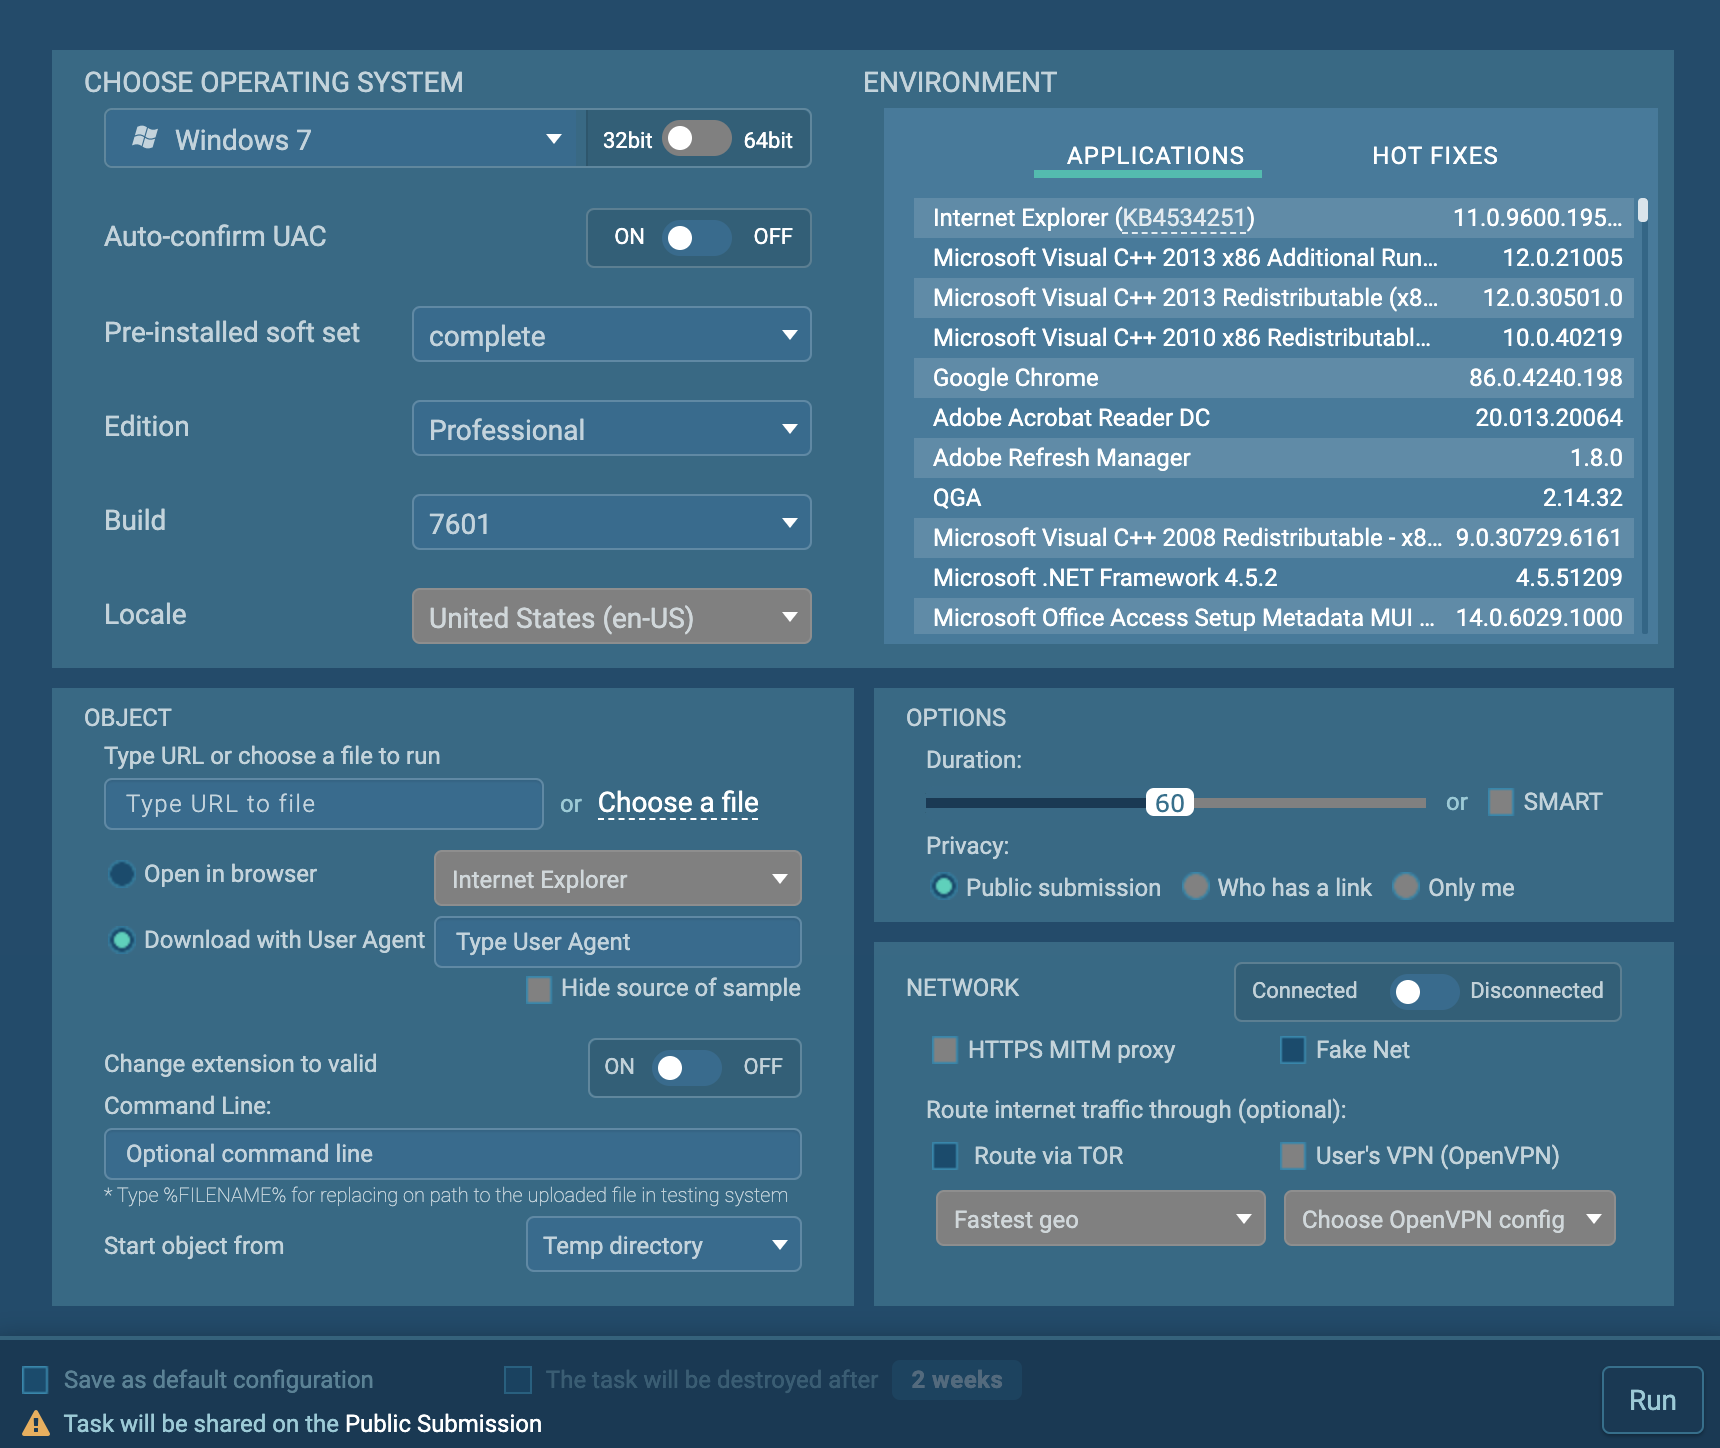 CHOOSE OPERATING SYSTEM
Windows 7
32bit 64bit
Auto-confirm UAC
ON OFF
Pre-installed soft set
complete
Edition
Professional
Build
7601
Locale
United States (en-US)
ENVIRONMENT
APPLICATIONS HOT FIXES
Internet Explorer (KB4534251) 11.0.9600.195...
Microsoft Visual C++ 2013 x86 Additional Run... 12.0.21005
Microsoft Visual C++ 2013 Redistributable (x8... 12.0.30501.0
Microsoft Visual C++ 2010 x86 Redistributabl... 10.0.40219
Google Chrome 86.0.4240.198
Adobe Acrobat Reader DC 20.013.20064
Adobe Refresh Manager 1.8.0
QGA 2.14.32
Microsoft Visual C++ 2008 Redistributable - x8... 9.0.30729.6161
Microsoft .NET Framework 4.5.2 4.5.51209
Microsoft Office Access Setup Metadata MUI ... 14.0.6029.1000
OBJECT
Type URL or choose a file to run
Type URL to file or Choose a file
Open in browser Internet Explorer
Download with User Agent Type User Agent
Hide source of sample
Change extension to valid ON OFF
Command Line:
Optional command line
* Type %FILENAME% for replacing on path to the uploaded file in testing system
Start object from Temp directory
OPTIONS
Duration:
60 or SMART
Privacy:
Public submission Who has a link Only me
NETWORK Connected Disconnected
HTTPS MITM proxy Fake Net
Route internet traffic through (optional):
Route via TOR User's VPN (OpenVPN)
Fastest geo Choose OpenVPN config
Save as default configuration The task will be destroyed after 2 weeks
Task will be shared on the Public Submission
Run